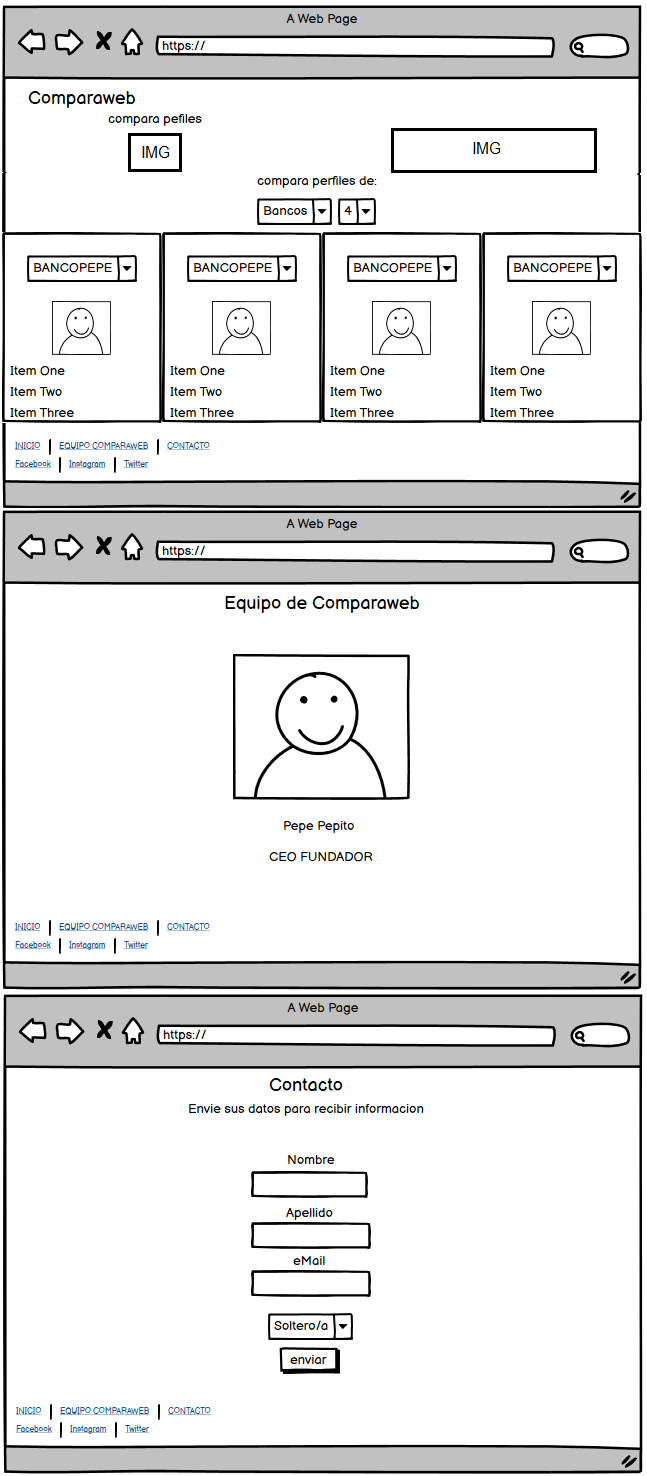 A Web Page
https://
Comparaweb
compara pefiles
IMG IMG
compara perfiles de:
Bancos 4
BANCOPEPE BANCOPEPE BANCOPEPE BANCOPEPE
Item One Item One Item One Item One
Item Two Item Two Item Two Item Two
Item Three Item Three Item Three Item Three
INICIO EQUIPO COMPARAWEB CONTACTO
Facebook Instagram Twitter
A Web Page
https://
Equipo de Comparaweb
Pepe Pepito
CEO FUNDADOR
INICIO EQUIPO COMPARAWEB CONTACTO
Facebook Instagram Twitter
A Web Page
https://
Contacto
Envie sus datos para recibir informacion
Nombre
Apellido
eMail
Soltero/a
enviar
INICIO EQUIPO COMPARAWEB CONTACTO
Facebook Instagram Twitter